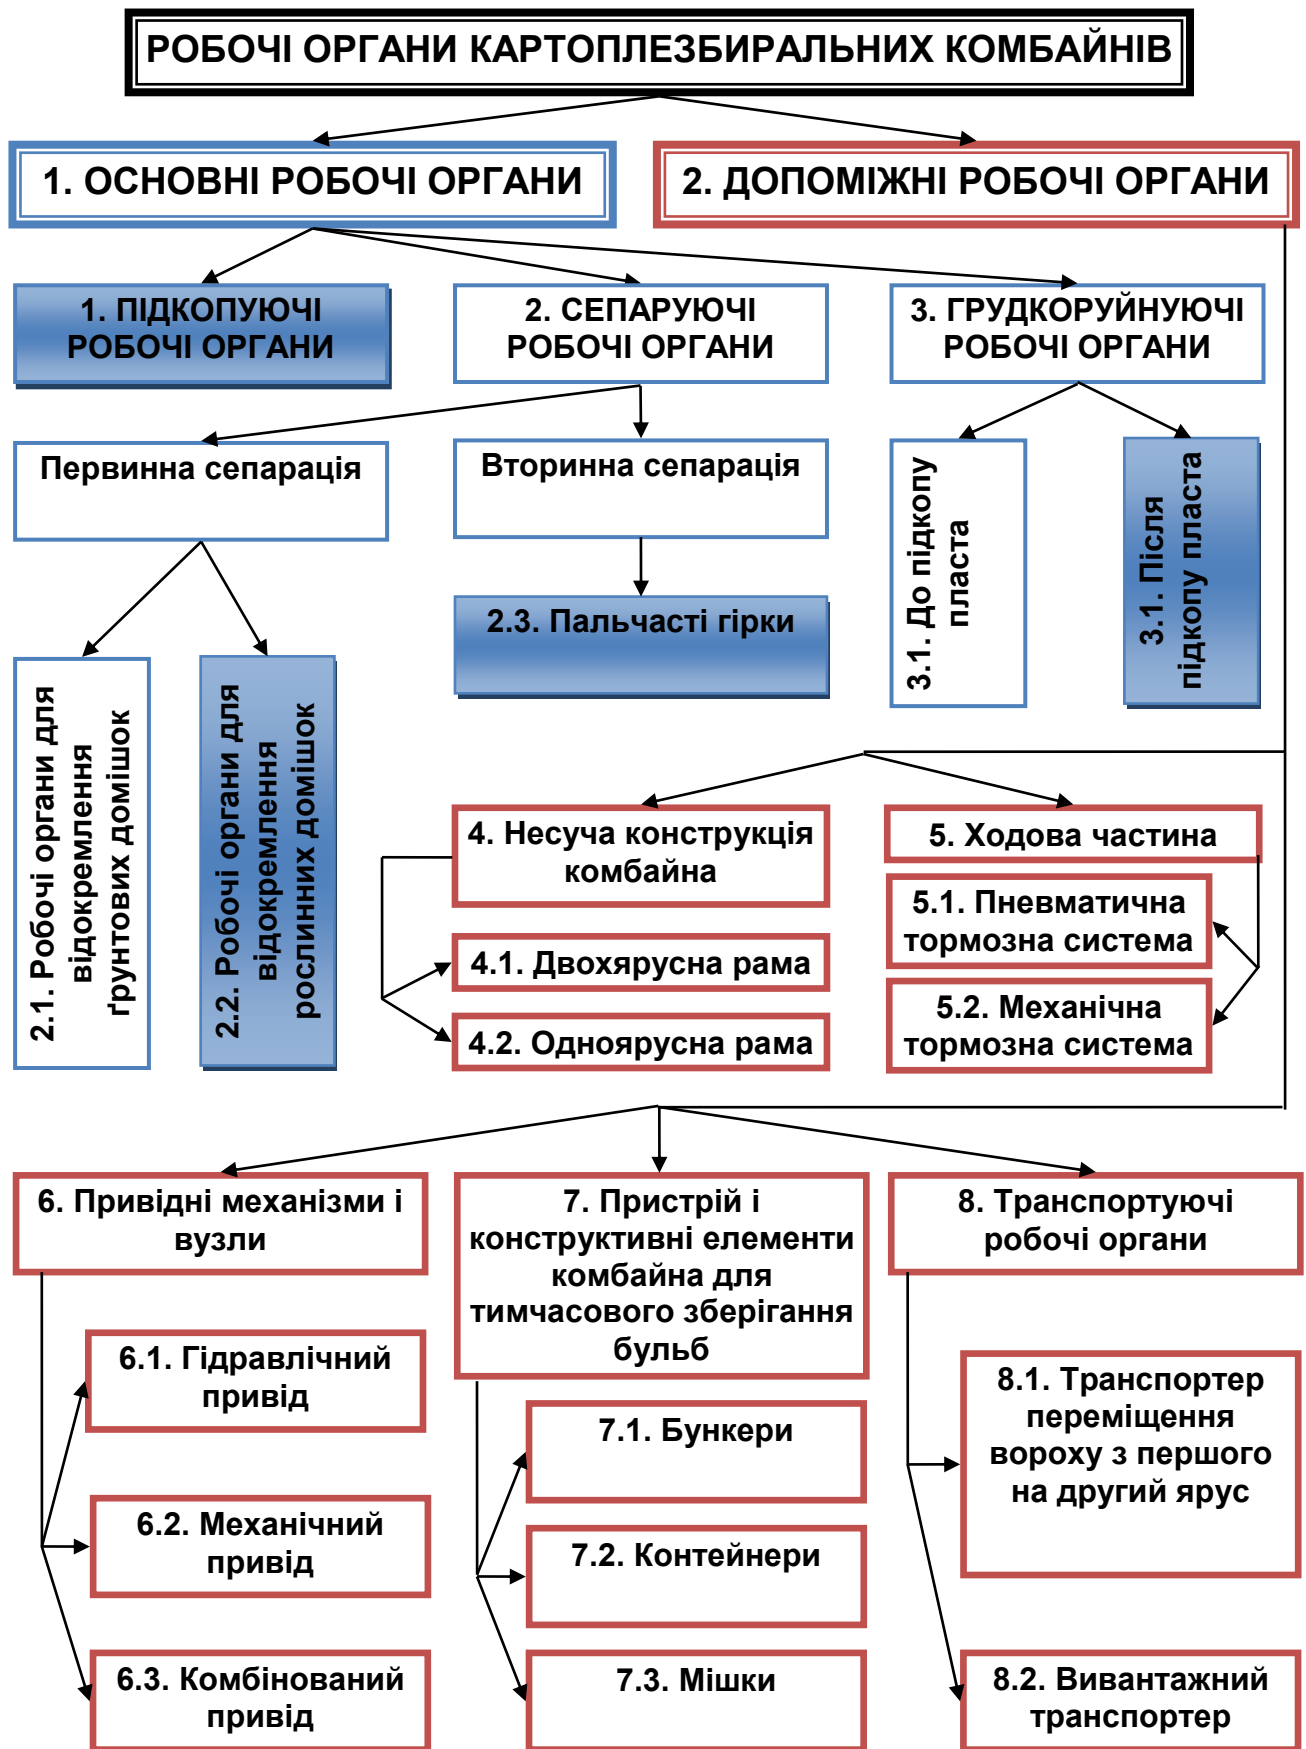 РОБОЧІ ОРГАНИ КАРТОПЛЕЗБИРАЛЬНИХ КОМБАЙНІВ
1. ОСНОВНІ РОБОЧІ ОРГАНИ
2. ДОПОМІЖНІ РОБОЧІ ОРГАНИ
1. ПІДКОПУЮЧІ
РОБОЧІ ОРГАНИ
2. СЕПАРУЮЧІ
РОБОЧІ ОРГАНИ
3. ГРУДКОРУЙНУЮЧІ
РОБОЧІ ОРГАНИ
Первинна сепарація
Вторинна сепарація
3.1. До підкопу
пласта
3.1. Після
підкопу пласта
2.3. Пальчасті гірки
2.1. Робочі органи для
відокремлення
ґрунтових домішок
2.2. Робочі органи для
відокремлення
рослинних домішок
4. Несуча конструкція
комбайна
4.1. Двохярусна рама
4.2. Одноярусна рама
5. Ходова частина
5.1. Пневматична
тормозна система
5.2. Механічна
тормозна система
6. Привідні механізми і
вузли
6.1. Гідравлічний
привід
6.2. Механічний
привід
6.3. Комбінований
привід
7. Пристрій і
конструктивні елементи
комбайна для
тимчасового зберігання
бульб
7.1. Бункери
7.2. Контейнери
7.3. Мішки
8. Транспортуючі
робочі органи
8.1. Транспортер
переміщення
вороху з першого
на другий ярус
8.2. Вивантажний
транспортер